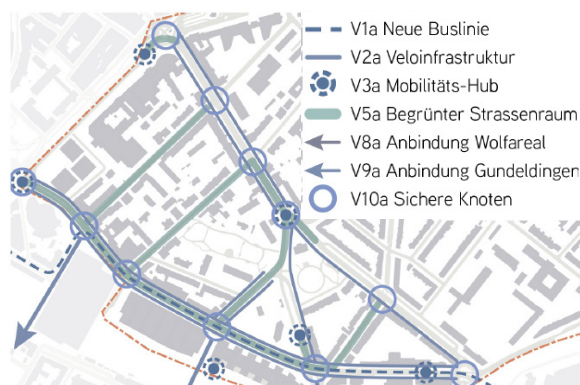 V1a Neue Buslinie
V2a Veloinfrastruktur
V3a Mobilitäts-Hub
V5a Begrünter Strassenraum
V8a Anbindung Wolfareal
V9a Anbindung Gundeldingen
V10a Sichere Knoten